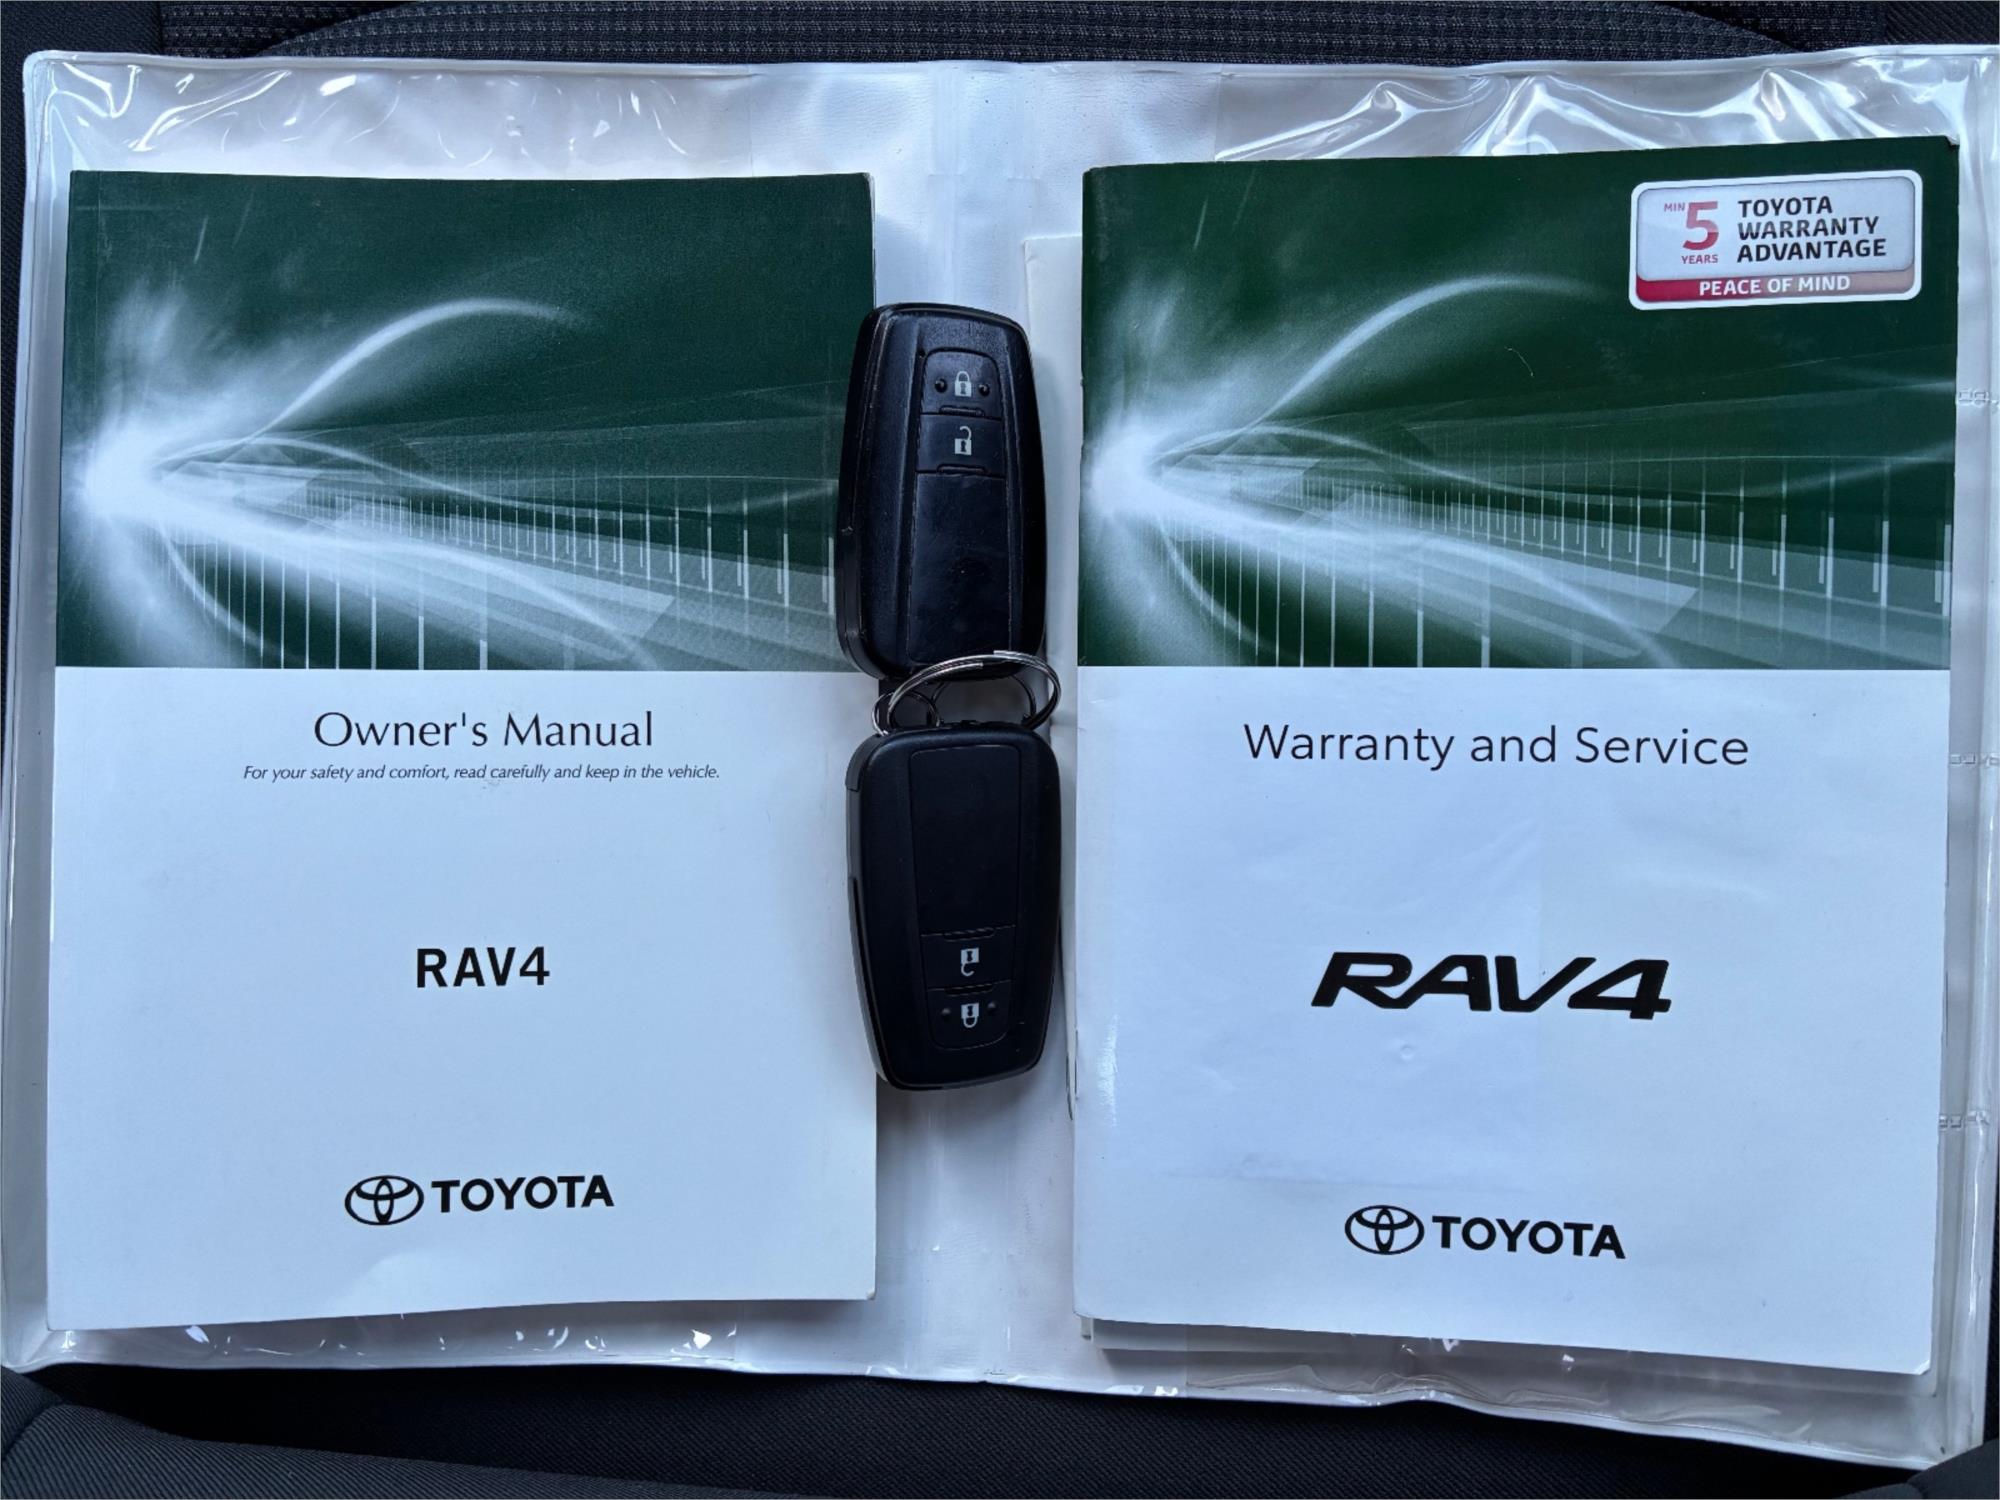 Owner's Manual
For your safety and comfort, read carefully and keep in the vehicle.
RAV4
TOYOTA
MIN 5 YEARS
TOYOTA
WARRANTY
ADVANTAGE
PEACE OF MIND
Warranty and Service
RAV4
TOYOTA